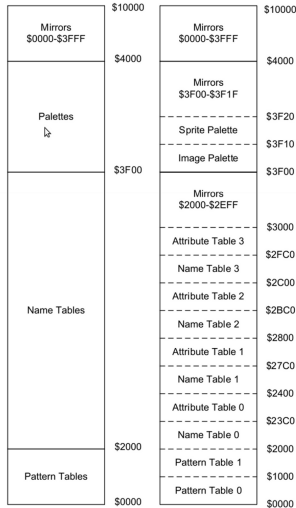 $10000
Mirrors
$0000-$3FFF
$4000
Palettes
$3F00
Name Tables
$2000
Pattern Tables
$0000
$10000
Mirrors
$0000-$3FFF
$4000
Mirrors
$3F00-$3F1F
$3F20
Sprite Palette
$3F10
Image Palette
$3F00
Mirrors
$2000-$2EFF
$3000
Attribute Table 3
$2FC0
Name Table 3
$2C00
Attribute Table 2
$2BC0
Name Table 2
$2800
Attribute Table 1
$27C0
Name Table 1
$2400
Attribute Table 0
$23C0
Name Table 0
$2000
Pattern Table 1
$1000
Pattern Table 0
$0000